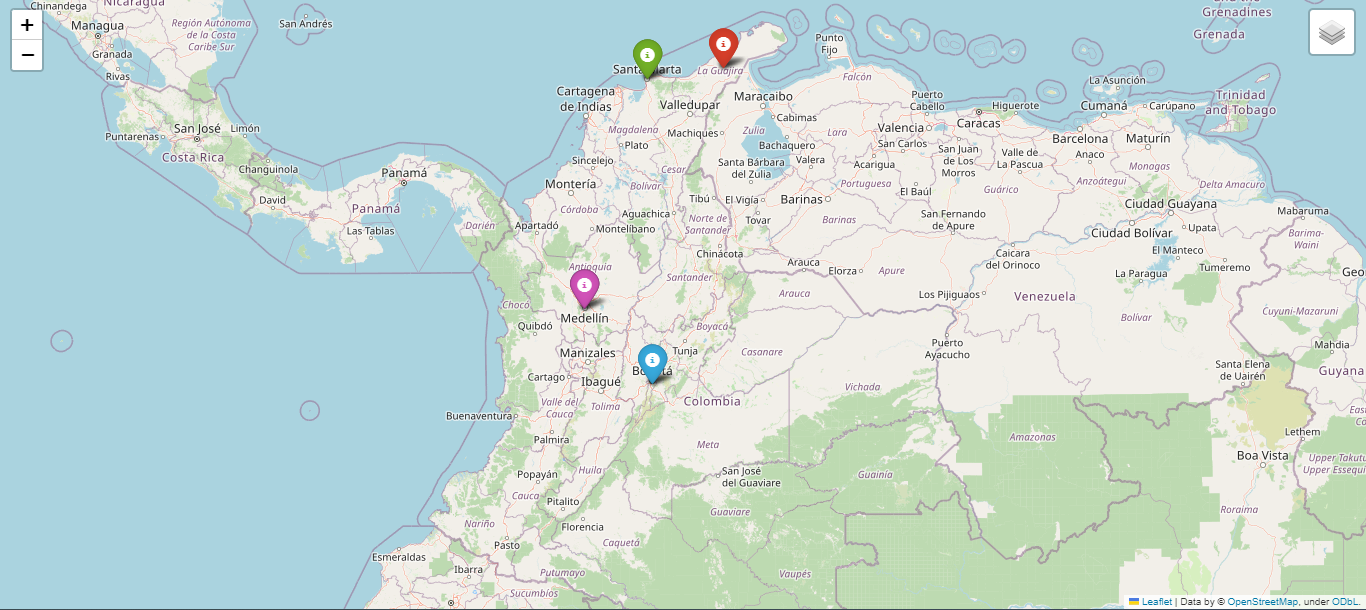 +
−
Nicaragua
and the
Grenadines
Chinandega
Managua
San Andrés
Región Autónoma
de la Costa
Caribe Sur
Granada
Rivas
Grenada
Punto
Fijo
La Guajira
Falcón
La Asunción
Cartagena
de Indias
Valledupar
Maracaibo
Puerto
Cabello
Higuerote
Cumaná
Carúpano
Trinidad
and Tobago
San José
Limón
Puntarenas
Costa Rica
Magdalena
Machiques
Zulia
Cabimas
Lara
Valencia
Caracas
Barcelona
Maturín
Plato
Bachaquero
San Carlos
San Juan
de Los
Morros
Valle de
La Pascua
Anaco
Monagas
Changuinola
Panamá
Sincelejo
Cesar
Santa Bárbara
del Zulia
Valera
Acarigua
David
Montería
Bolívar
Portuguesa
El Baúl
Guárico
Anzoátegui
Delta Amacuro
Panamá
Las Tablas
Darién
Córdoba
Tibú
El Vigía
Barinas
Ciudad Guayana
Mabaruma
Apartadó
Aguachica
Montelíbano
Norte de
Santander
Tovar
Barinas
San Fernando
de Apure
Ciudad Bolívar
Upata
Barima-
Waini
Chinácota
Arauca
Elorza
Apure
Caicara
del Orinoco
El Manteco
La Paragua
Tumeremo
Geo
Antioquia
Santander
Arauca
Los Pijiguaos
Venezuela
Chocó
Medellín
Quibdó
Boyacá
Bolívar
Cuyuni-Mazaruni
Manizales
Tunja
Casanare
Puerto
Ayacucho
Mahdia
Cartago
Ibagué
Vichada
Santa Elena
de Uairén
Guyana
Valle del
Cauca
Tolima
Colombia
Buenaventura
Palmira
Meta
Amazonas
Lethem
Popayán
Huila
San José
del Guaviare
Guainía
Boa Vista
Upper Takutu
Upper Essequi
Cauca
Pitalito
Guaviare
Roraima
Nariño
Florencia
Esmeraldas
Pasto
Caquetá
Ibarra
Putumayo
Vaupés
Sucumbíos
Leaflet | Data by © OpenStreetMap, under ODbL.